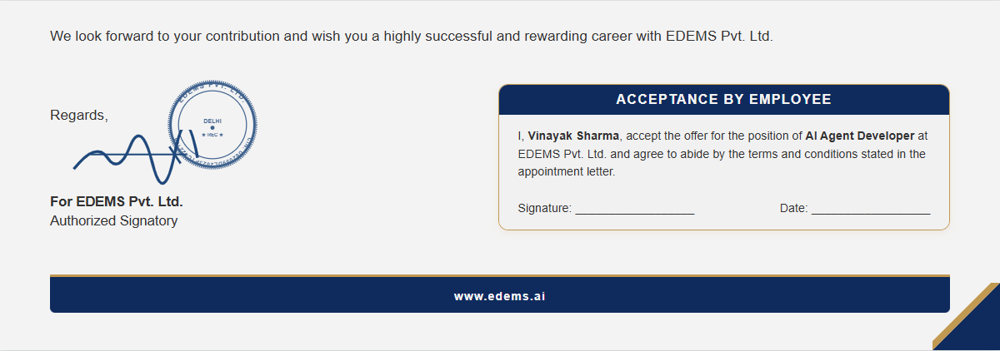 We look forward to your contribution and wish you a highly successful and rewarding career with EDEMS Pvt. Ltd.
EDEMS PVT. LTD.
DELHI
★ REC ★
Regards,
For EDEMS Pvt. Ltd.
Authorized Signatory
ACCEPTANCE BY EMPLOYEE
I, Vinayak Sharma, accept the offer for the position of AI Agent Developer at
EDEMS Pvt. Ltd. and agree to abide by the terms and conditions stated in the
appointment letter.
Signature: __________________ Date: __________________
www.edems.ai